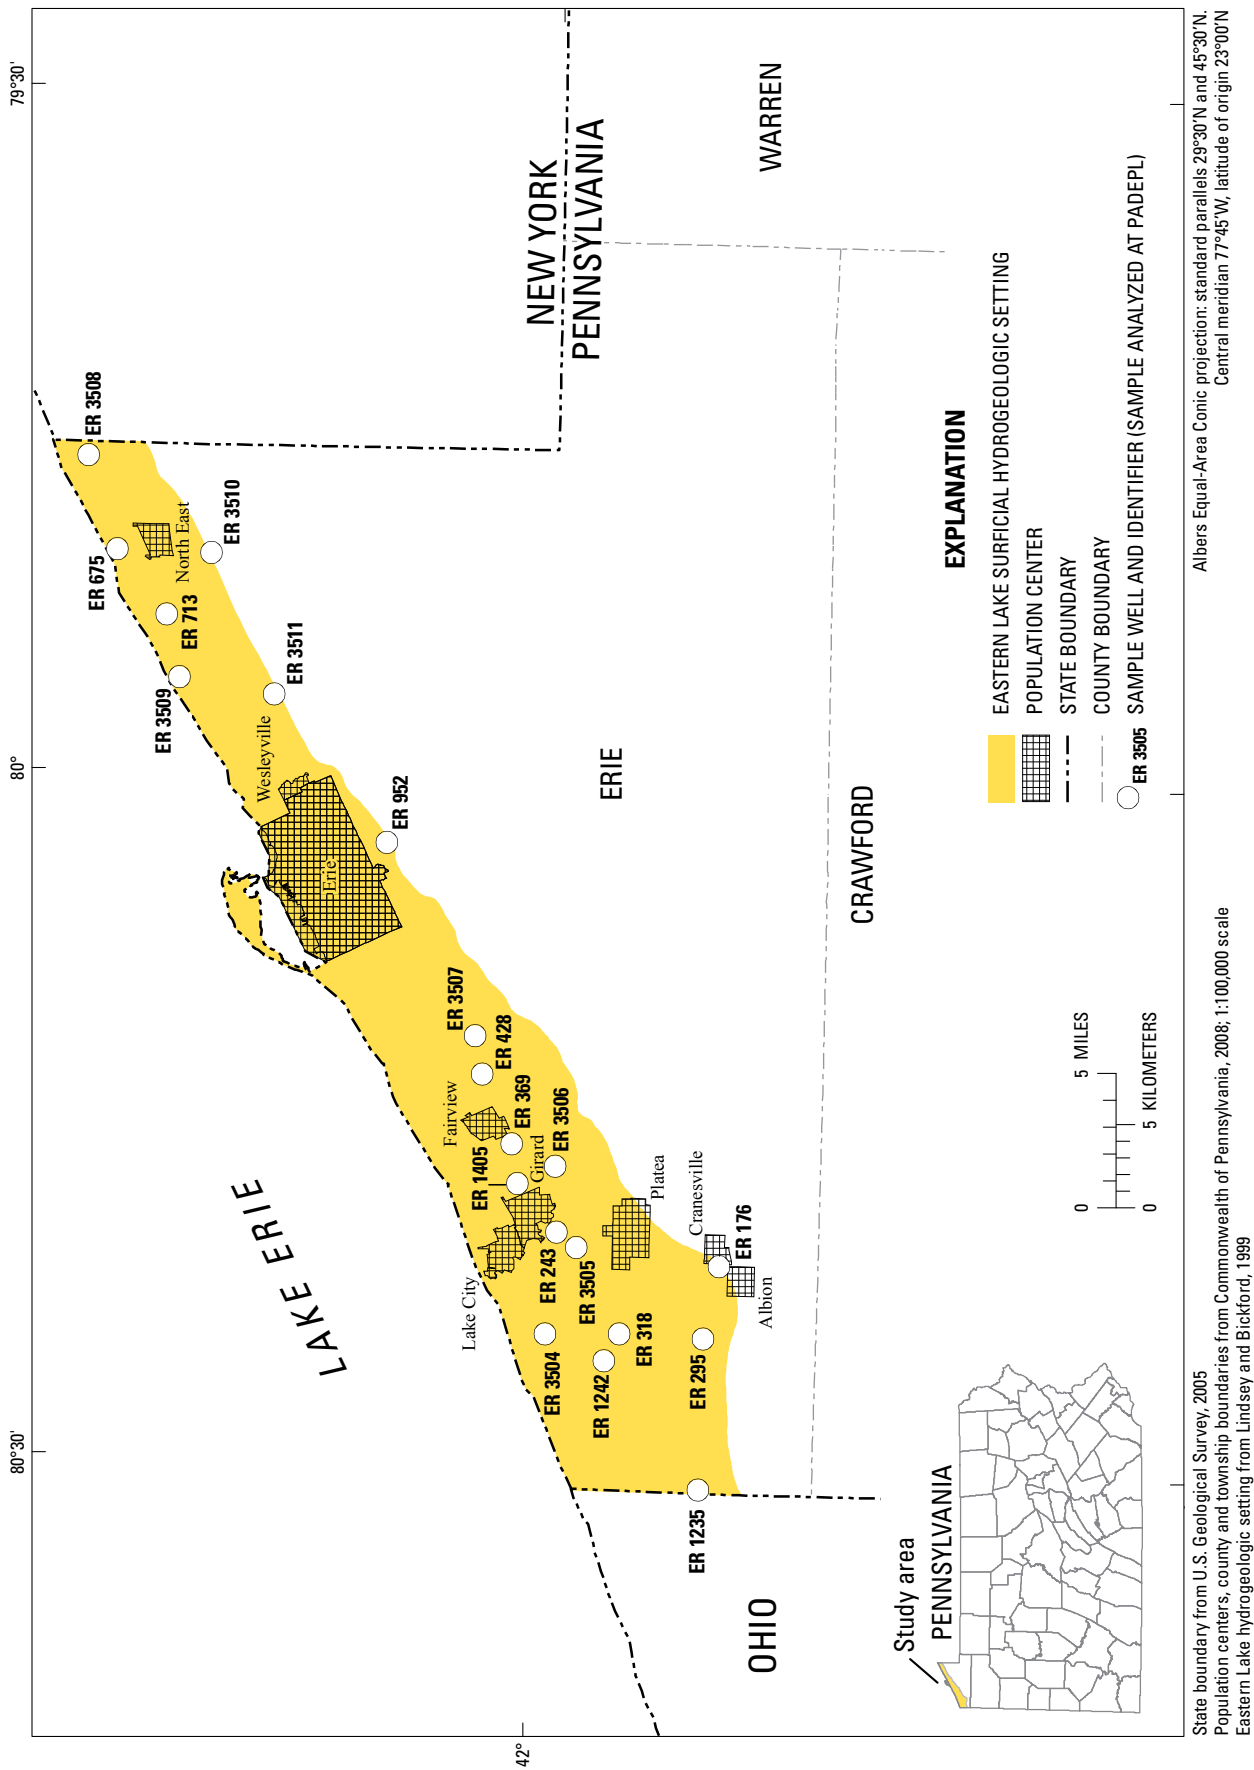 80°30'
80°
79°30'
42°
LAKE ERIE
NEW YORK
PENNSYLVANIA
WARREN
ERIE
CRAWFORD
OHIO
ER 3508
ER 675
North East
ER 3510
ER 713
ER 3509
ER 3511
Wesleyville
Erie
ER 952
ER 3507
ER 428
Fairview
ER 369
ER 1405
Girard
ER 3506
Lake City
ER 243
ER 3505
Platea
Cranesville
ER 176
Albion
ER 3504
ER 1242
ER 318
ER 295
ER 1235
Study area
PENNSYLVANIA
0 5 MILES
0 5 KILOMETERS
EXPLANATION
EASTERN LAKE SURFICIAL HYDROGEOLOGIC SETTING
POPULATION CENTER
STATE BOUNDARY
COUNTY BOUNDARY
ER 3505 SAMPLE WELL AND IDENTIFIER (SAMPLE ANALYZED AT PADEPL)
State boundary from U.S. Geological Survey, 2005
Population centers, county and township boundaries from Commonwealth of Pennsylvania, 2008; 1:100,000 scale
Eastern Lake hydrogeologic setting from Lindsey and Bickford, 1999
Albers Equal-Area Conic projection: standard parallels 29°30'N and 45°30'N.
Central meridian 77°45'W, latitude of origin 23°00'N